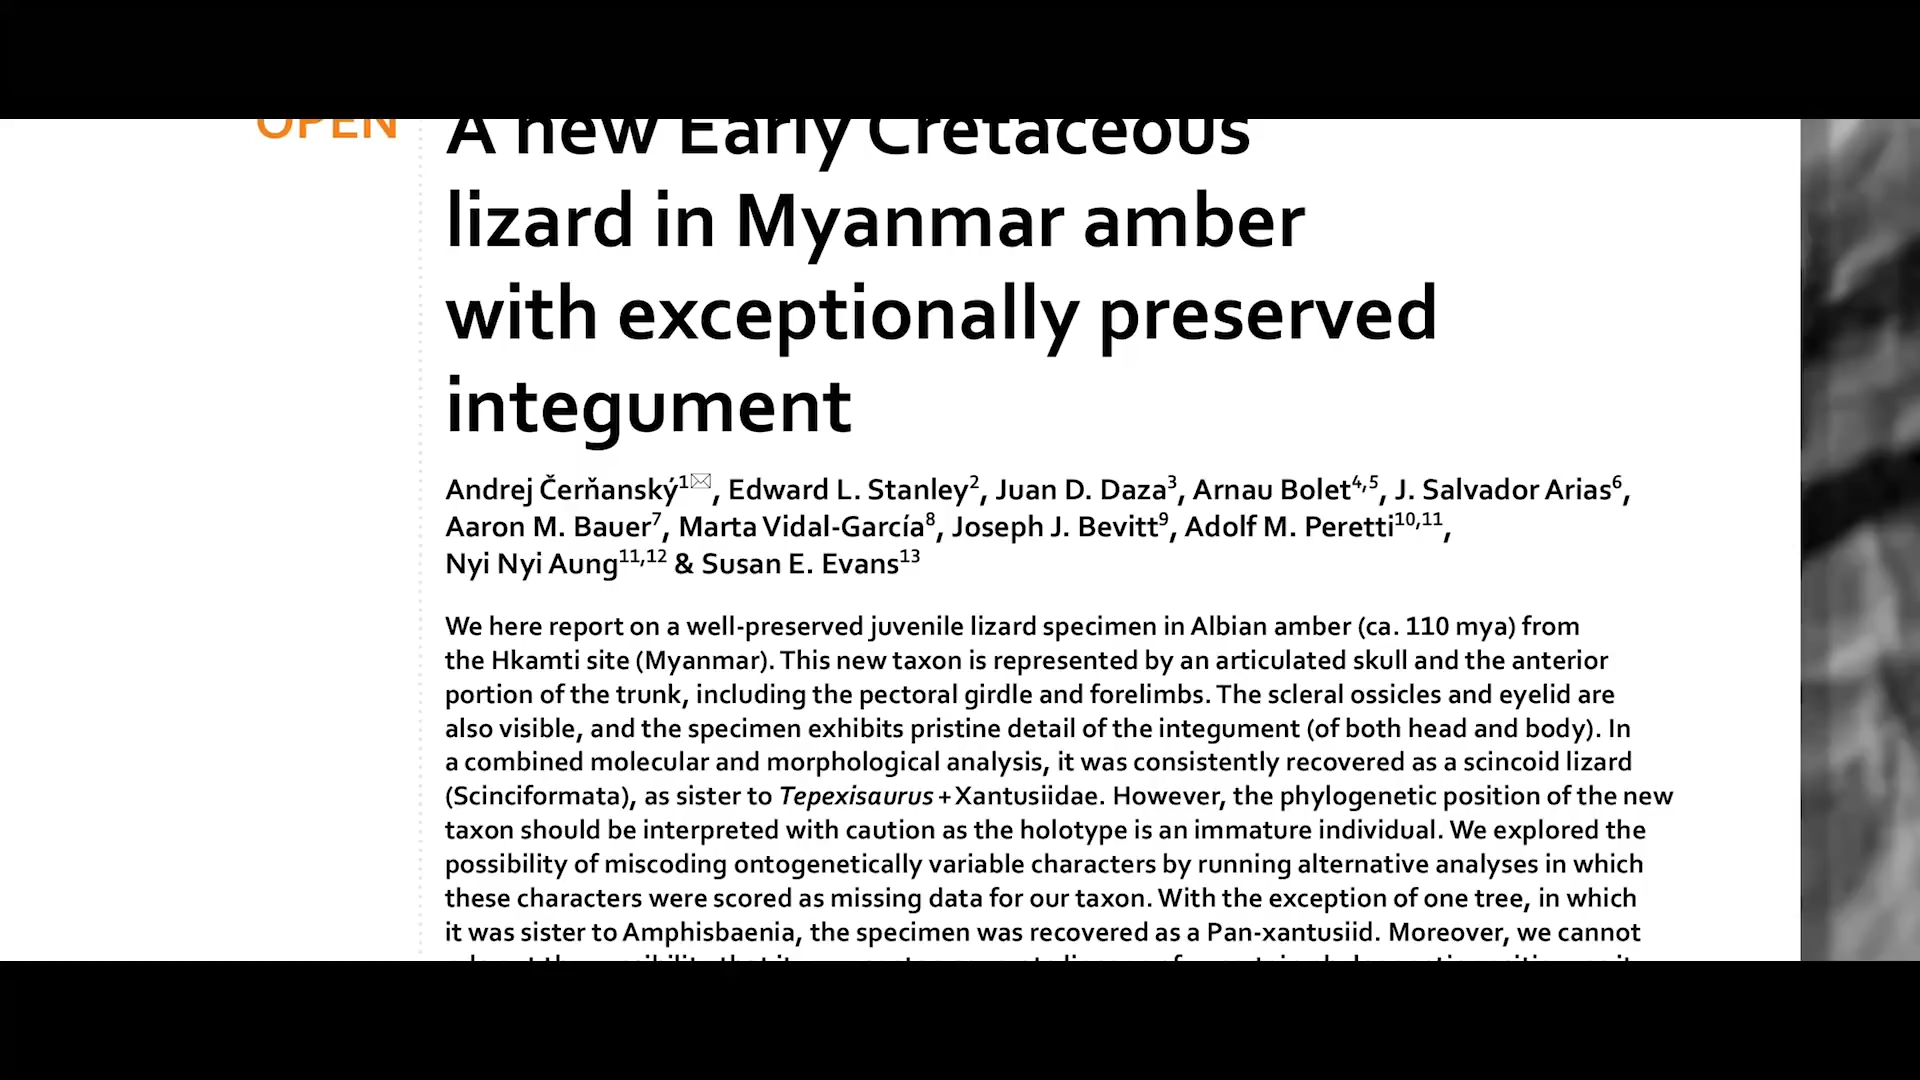 OPEN
A new Early Cretaceous
lizard in Myanmar amber
with exceptionally preserved
integument
Andrej Čerňanský1✉, Edward L. Stanley2, Juan D. Daza3, Arnau Bolet4,5, J. Salvador Arias6,
Aaron M. Bauer7, Marta Vidal-García8, Joseph J. Bevitt9, Adolf M. Peretti10,11,
Nyi Nyi Aung11,12 & Susan E. Evans13
We here report on a well-preserved juvenile lizard specimen in Albian amber (ca. 110 mya) from
the Hkamti site (Myanmar). This new taxon is represented by an articulated skull and the anterior
portion of the trunk, including the pectoral girdle and forelimbs. The scleral ossicles and eyelid are
also visible, and the specimen exhibits pristine detail of the integument (of both head and body). In
a combined molecular and morphological analysis, it was consistently recovered as a scincoid lizard
(Scinciformata), as sister to Tepexisaurus + Xantusiidae. However, the phylogenetic position of the new
taxon should be interpreted with caution as the holotype is an immature individual. We explored the
possibility of miscoding ontogenetically variable characters by running alternative analyses in which
these characters were scored as missing data for our taxon. With the exception of one tree, in which
it was sister to Amphisbaenia, the specimen was recovered as a Pan-xantusiid. Moreover, we cannot